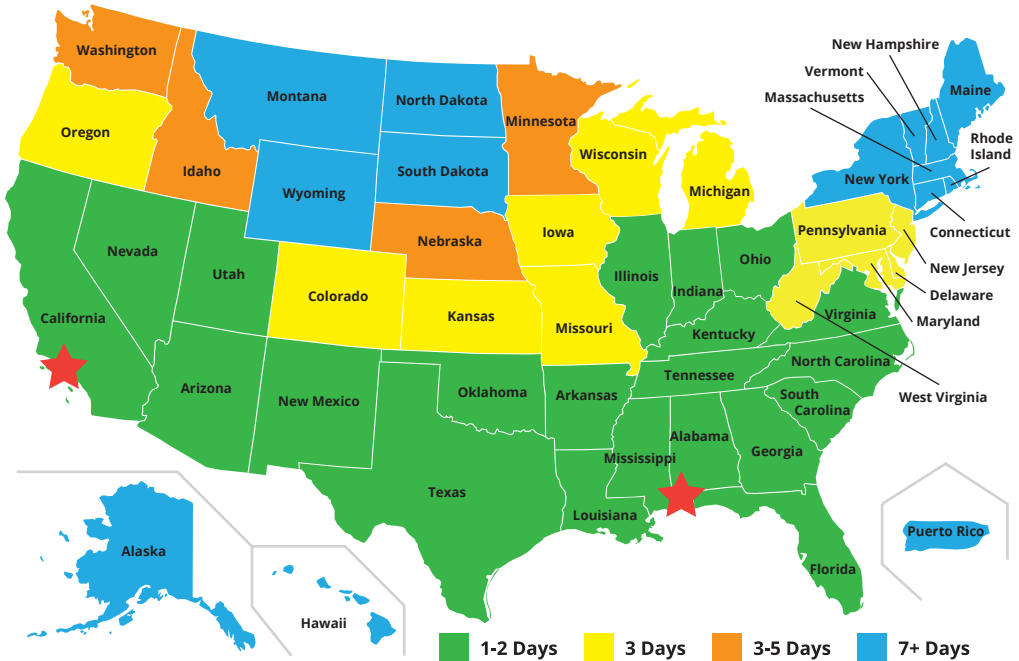 New Hampshire
Washington
Vermont
Maine
Montana
Massachusetts
North Dakota
Minnesota
Oregon
Rhode
Island
Wisconsin
Idaho
South Dakota
New York
Michigan
Wyoming
Pennsylvania
Connecticut
Iowa
Nebraska
Nevada
Ohio
New Jersey
Utah
Illinois
Indiana
Colorado
Delaware
Kansas
Virginia
California
Maryland
Missouri
Kentucky
North Carolina
Tennessee
Arizona
Oklahoma
Arkansas
South
Carolina
West Virginia
New Mexico
Alabama
Georgia
Mississippi
Texas
Louisiana
Puerto Rico
Alaska
Florida
Hawaii
1-2 Days
3 Days
3-5 Days
7+ Days